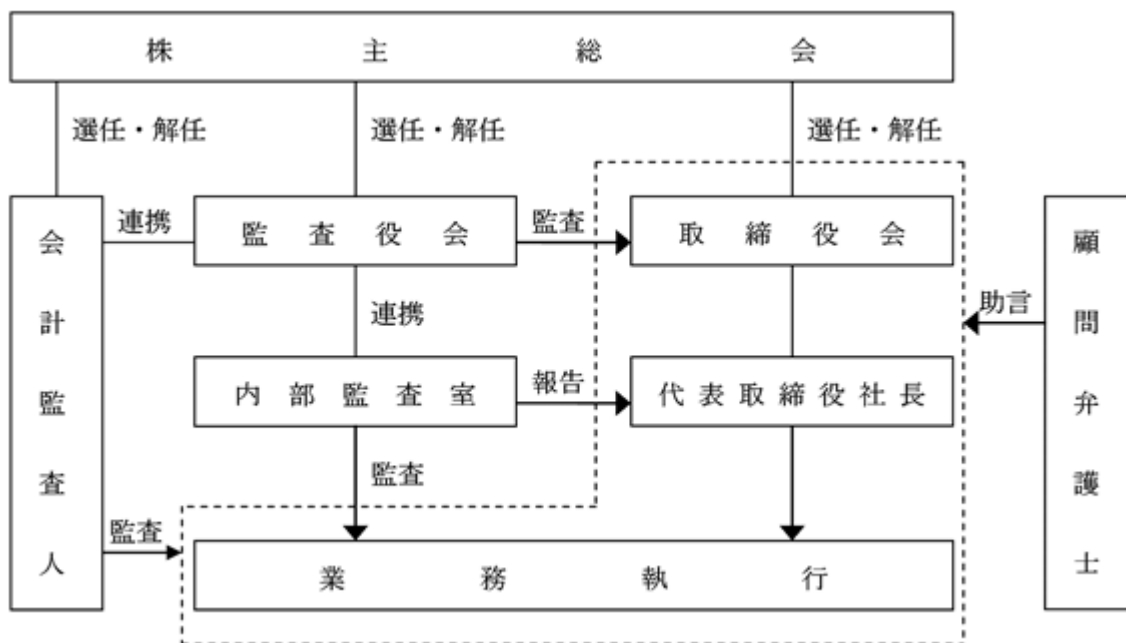 株主総会
選任・解任
選任・解任
選任・解任
会計監査人
連携
監査役会
監査
取締役会
顧問弁護士
助言
連携
内部監査室
報告
代表取締役社長
監査
監査
業務執行